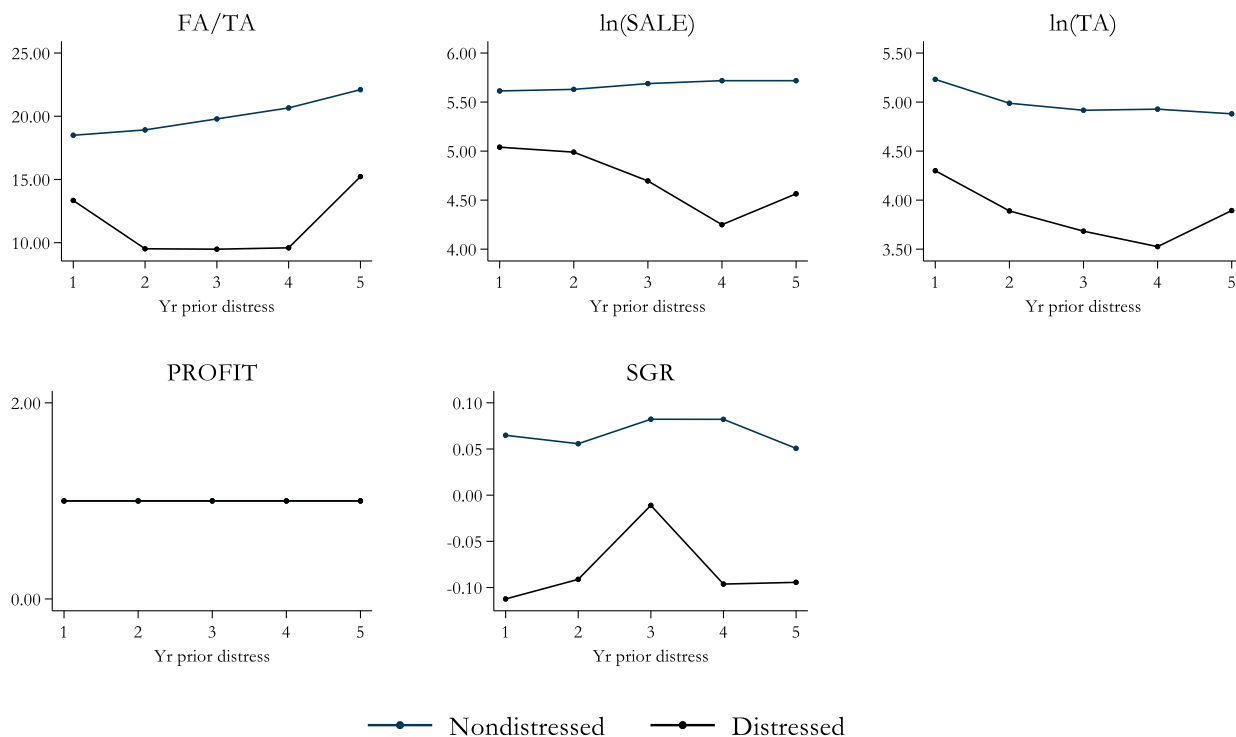 FA/TA
25.00
20.00
15.00
10.00
1 2 3 4 5
Yr prior distress
ln(SALE)
6.00
5.50
5.00
4.50
4.00
1 2 3 4 5
Yr prior distress
ln(TA)
5.50
5.00
4.50
4.00
3.50
1 2 3 4 5
Yr prior distress
PROFIT
2.00
0.00
1 2 3 4 5
Yr prior distress
SGR
0.10
0.05
0.00
-0.05
-0.10
1 2 3 4 5
Yr prior distress
Nondistressed Distressed